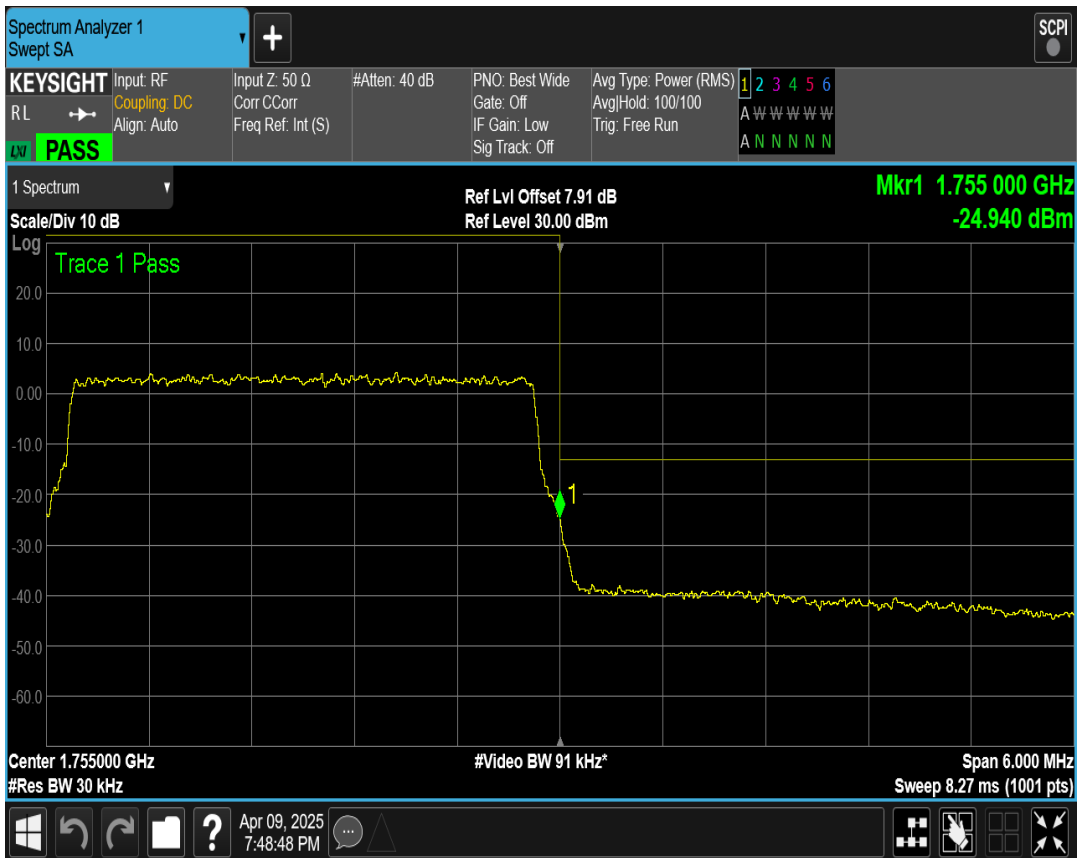 Spectrum Analyzer 1
Swept SA
+
SCPI
KEYSIGHT
RL
LXI PASS
Input: RF
Coupling: DC
Align: Auto
Input Z: 50 Ω
Corr CCorr
Freq Ref: Int (S)
#Atten: 40 dB
PNO: Best Wide
Gate: Off
IF Gain: Low
Sig Track: Off
Avg Type: Power (RMS)
Avg|Hold: 100/100
Trig: Free Run
1 2 3 4 5 6
A W W W W W
A N N N N N
1 Spectrum
Scale/Div 10 dB
Ref Lvl Offset 7.91 dB
Ref Level 30.00 dBm
Mkr1 1.755 000 GHz
-24.940 dBm
Log
Trace 1 Pass
20.0
10.0
0.00
-10.0
-20.0
1
-30.0
-40.0
-50.0
-60.0
Center 1.755000 GHz
#Res BW 30 kHz
#Video BW 91 kHz*
Span 6.000 MHz
Sweep 8.27 ms (1001 pts)
?
Apr 09, 2025
7:48:48 PM